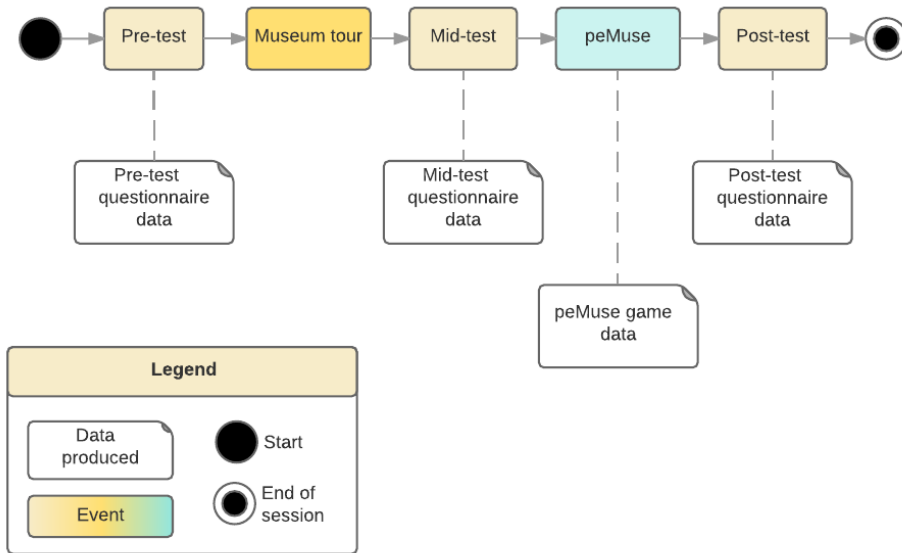 Pre-test
Museum tour
Mid-test
peMuse
Post-test
Pre-test
questionnaire
data
Mid-test
questionnaire
data
Post-test
questionnaire
data
peMuse game
data
Legend
Data
produced
Start
Event
End of
session